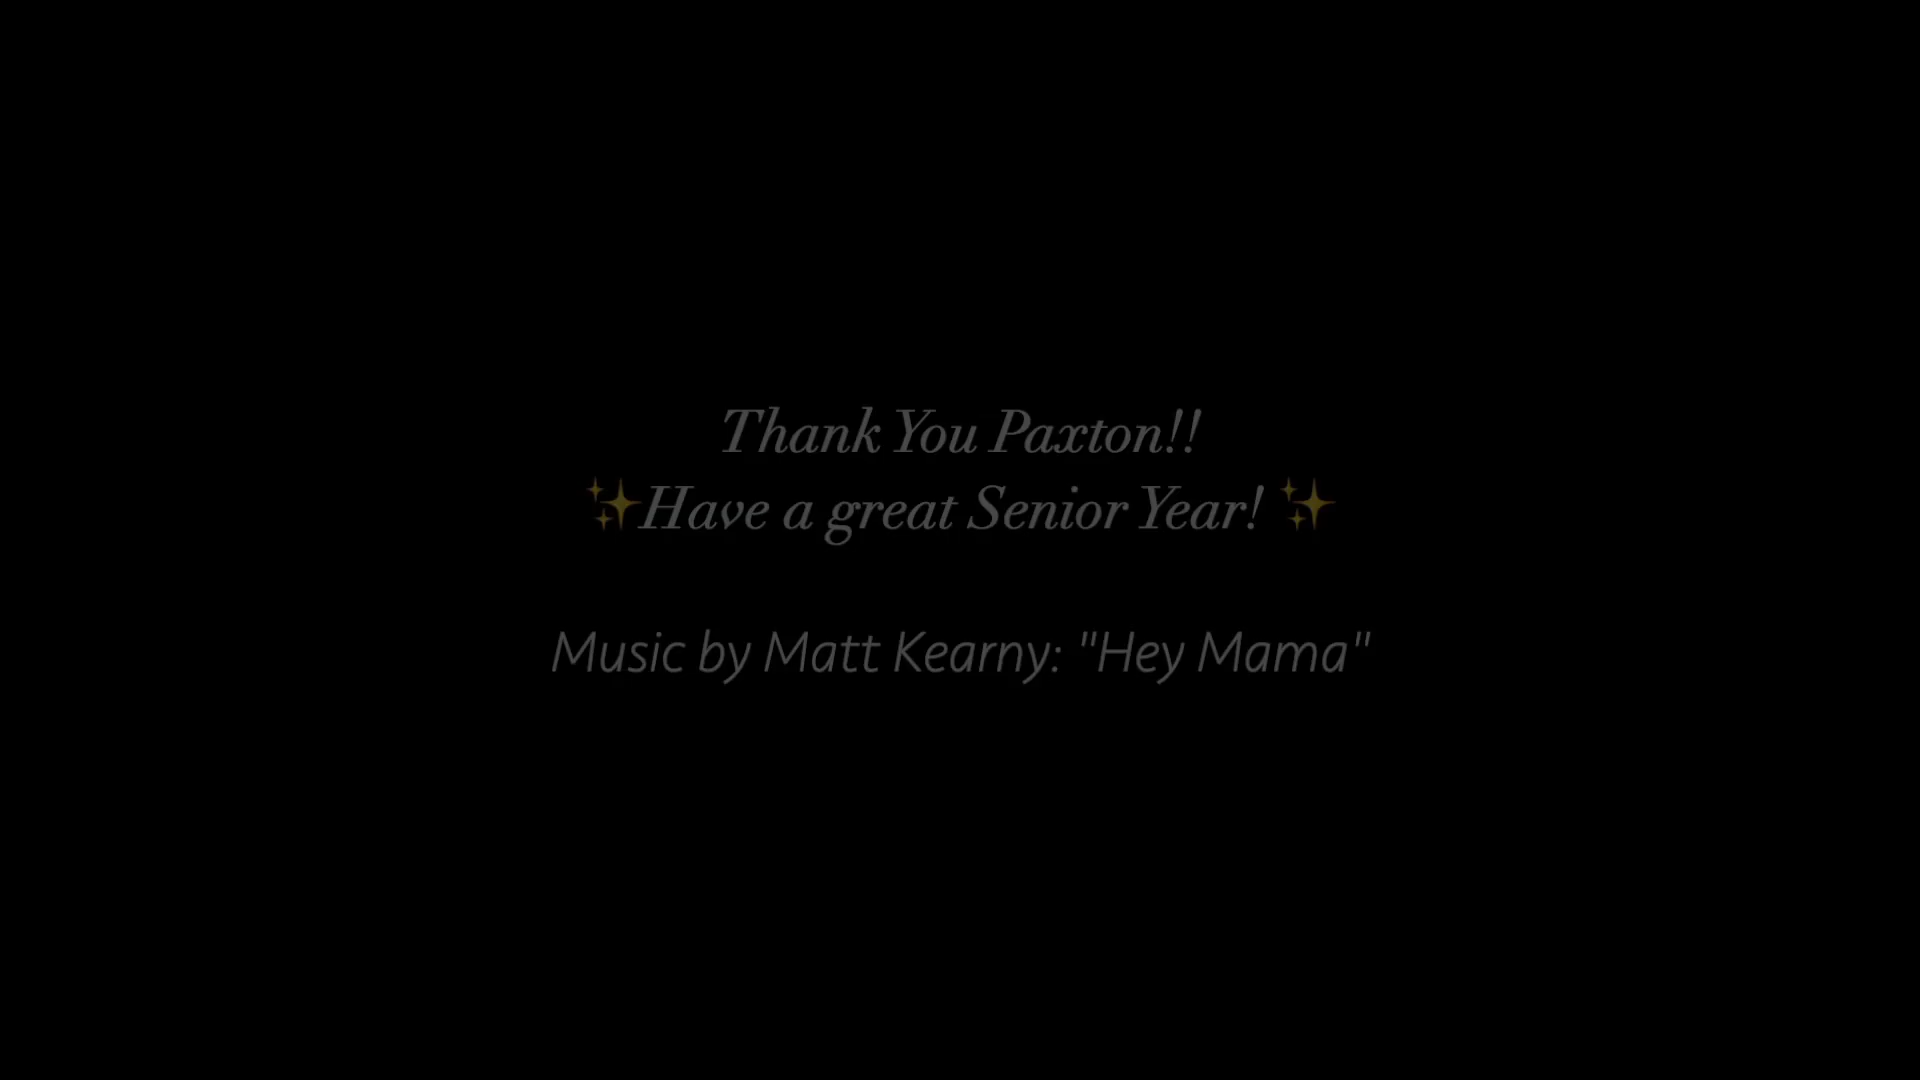 Thank You Paxton!!
✨Have a great Senior Year! ✨
Music by Matt Kearny: "Hey Mama"